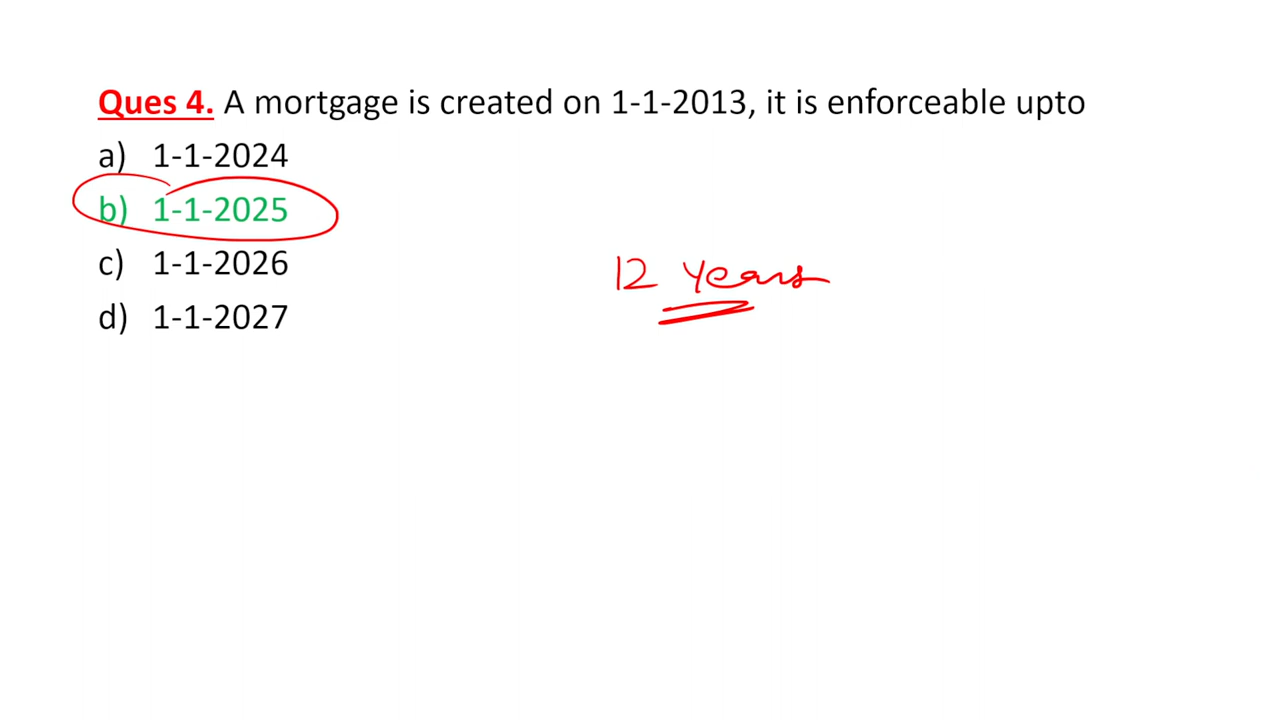 Ques 4. A mortgage is created on 1-1-2013, it is enforceable upto
a) 1-1-2024
b) 1-1-2025
c) 1-1-2026
d) 1-1-2027
12 years